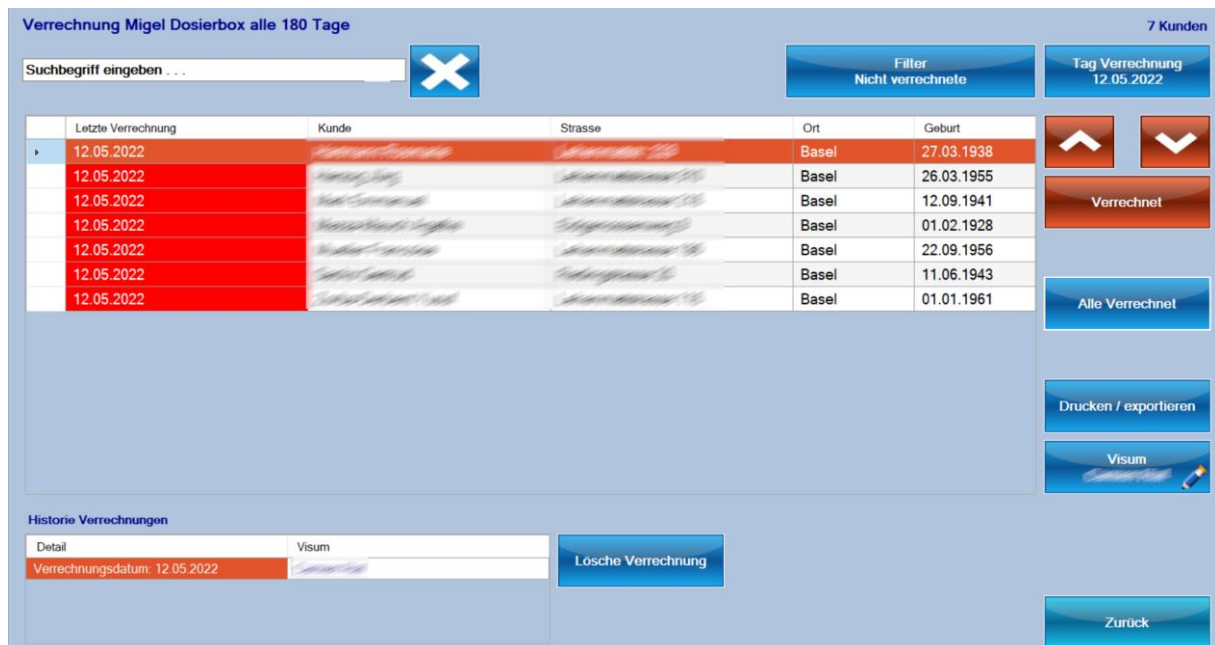 Verrechnung Migel Dosierbox alle 180 Tage
7 Kunden
Suchbegriff eingeben . . .
Filter
Nicht verrechnete
Tag Verrechnung
12.05.2022
Letzte Verrechnung Kunde Strasse Ort Geburt
12.05.2022 Basel 27.03.1938
12.05.2022 Basel 26.03.1955
12.05.2022 Basel 12.09.1941
12.05.2022 Basel 01.02.1928
12.05.2022 Basel 22.09.1956
12.05.2022 Basel 11.06.1943
12.05.2022 Basel 01.01.1961
Verrechnet
Alle Verrechnet
Drucken / exportieren
Visum
Historie Verrechnungen
Detail Visum
Verrechnungsdatum: 12.05.2022
Lösche Verrechnung
Zurück